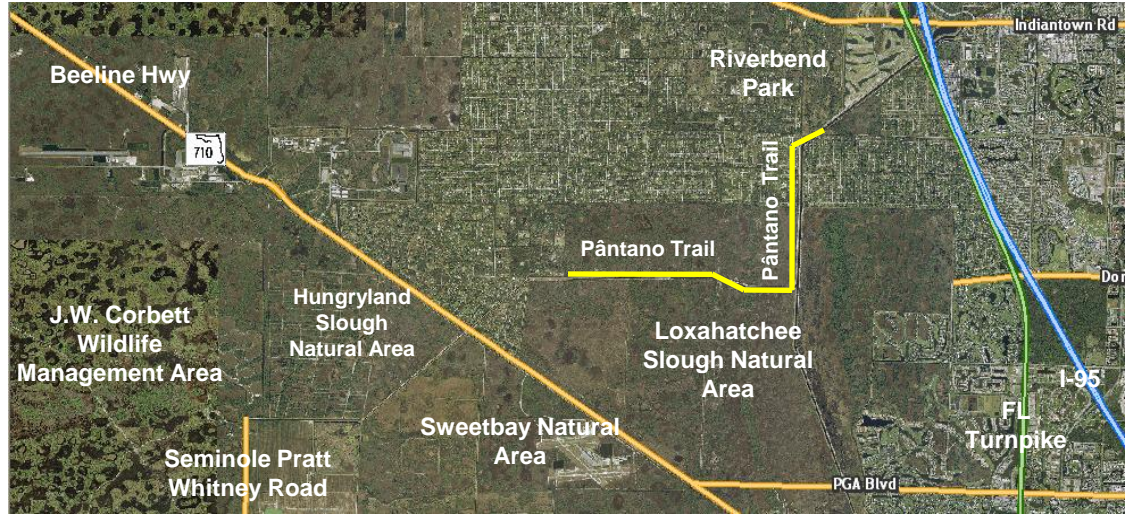 Indiantown Rd
Beeline Hwy
Riverbend
Park
710
Pântano Trail
Pântano Trail
Hungryland
Slough
Natural Area
J.W. Corbett
Wildlife
Management Area
Loxahatchee
Slough Natural
Area
I-95
FL
Turnpike
Sweetbay Natural
Area
Seminole Pratt
Whitney Road
PGA Blvd